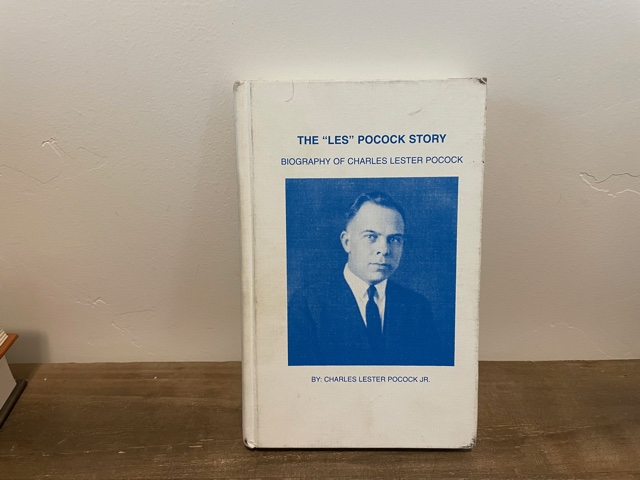 THE “LES” POCOCK STORY
BIOGRAPHY OF CHARLES LESTER POCOCK
BY: CHARLES LESTER POCOCK JR.